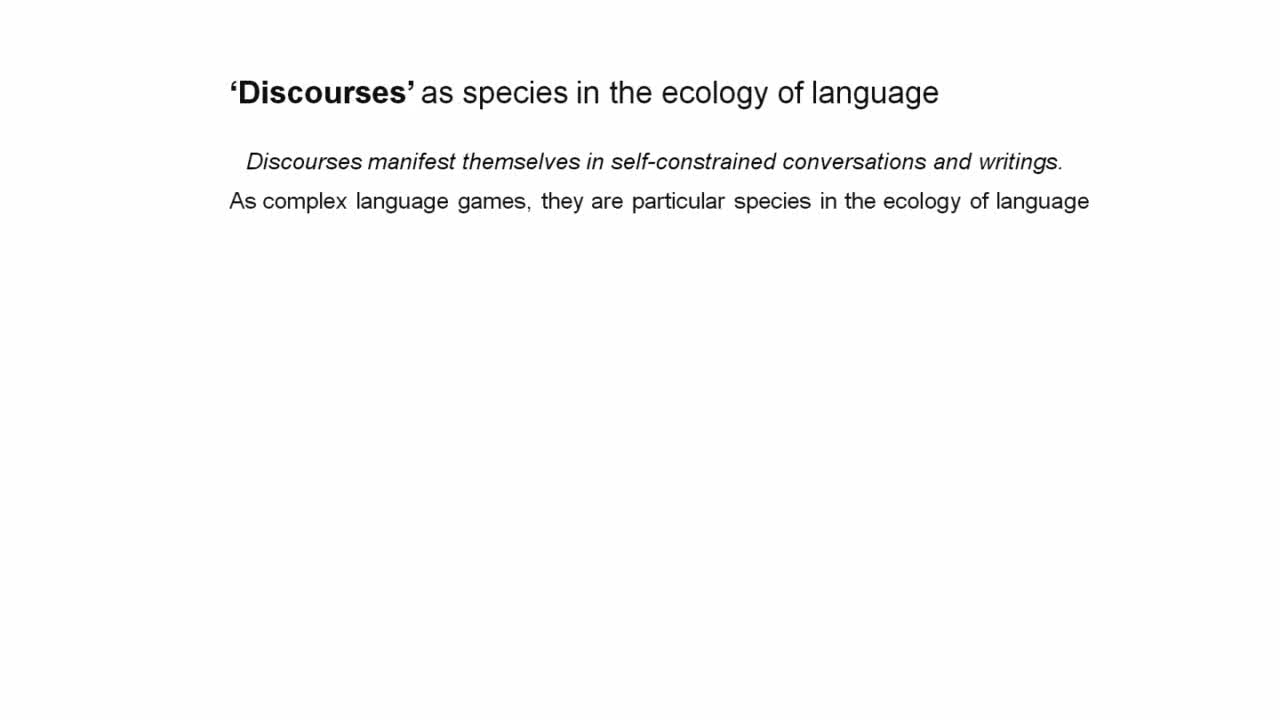 ‘Discourses’ as species in the ecology of language
Discourses manifest themselves in self-constrained conversations and writings.
As complex language games, they are particular species in the ecology of language